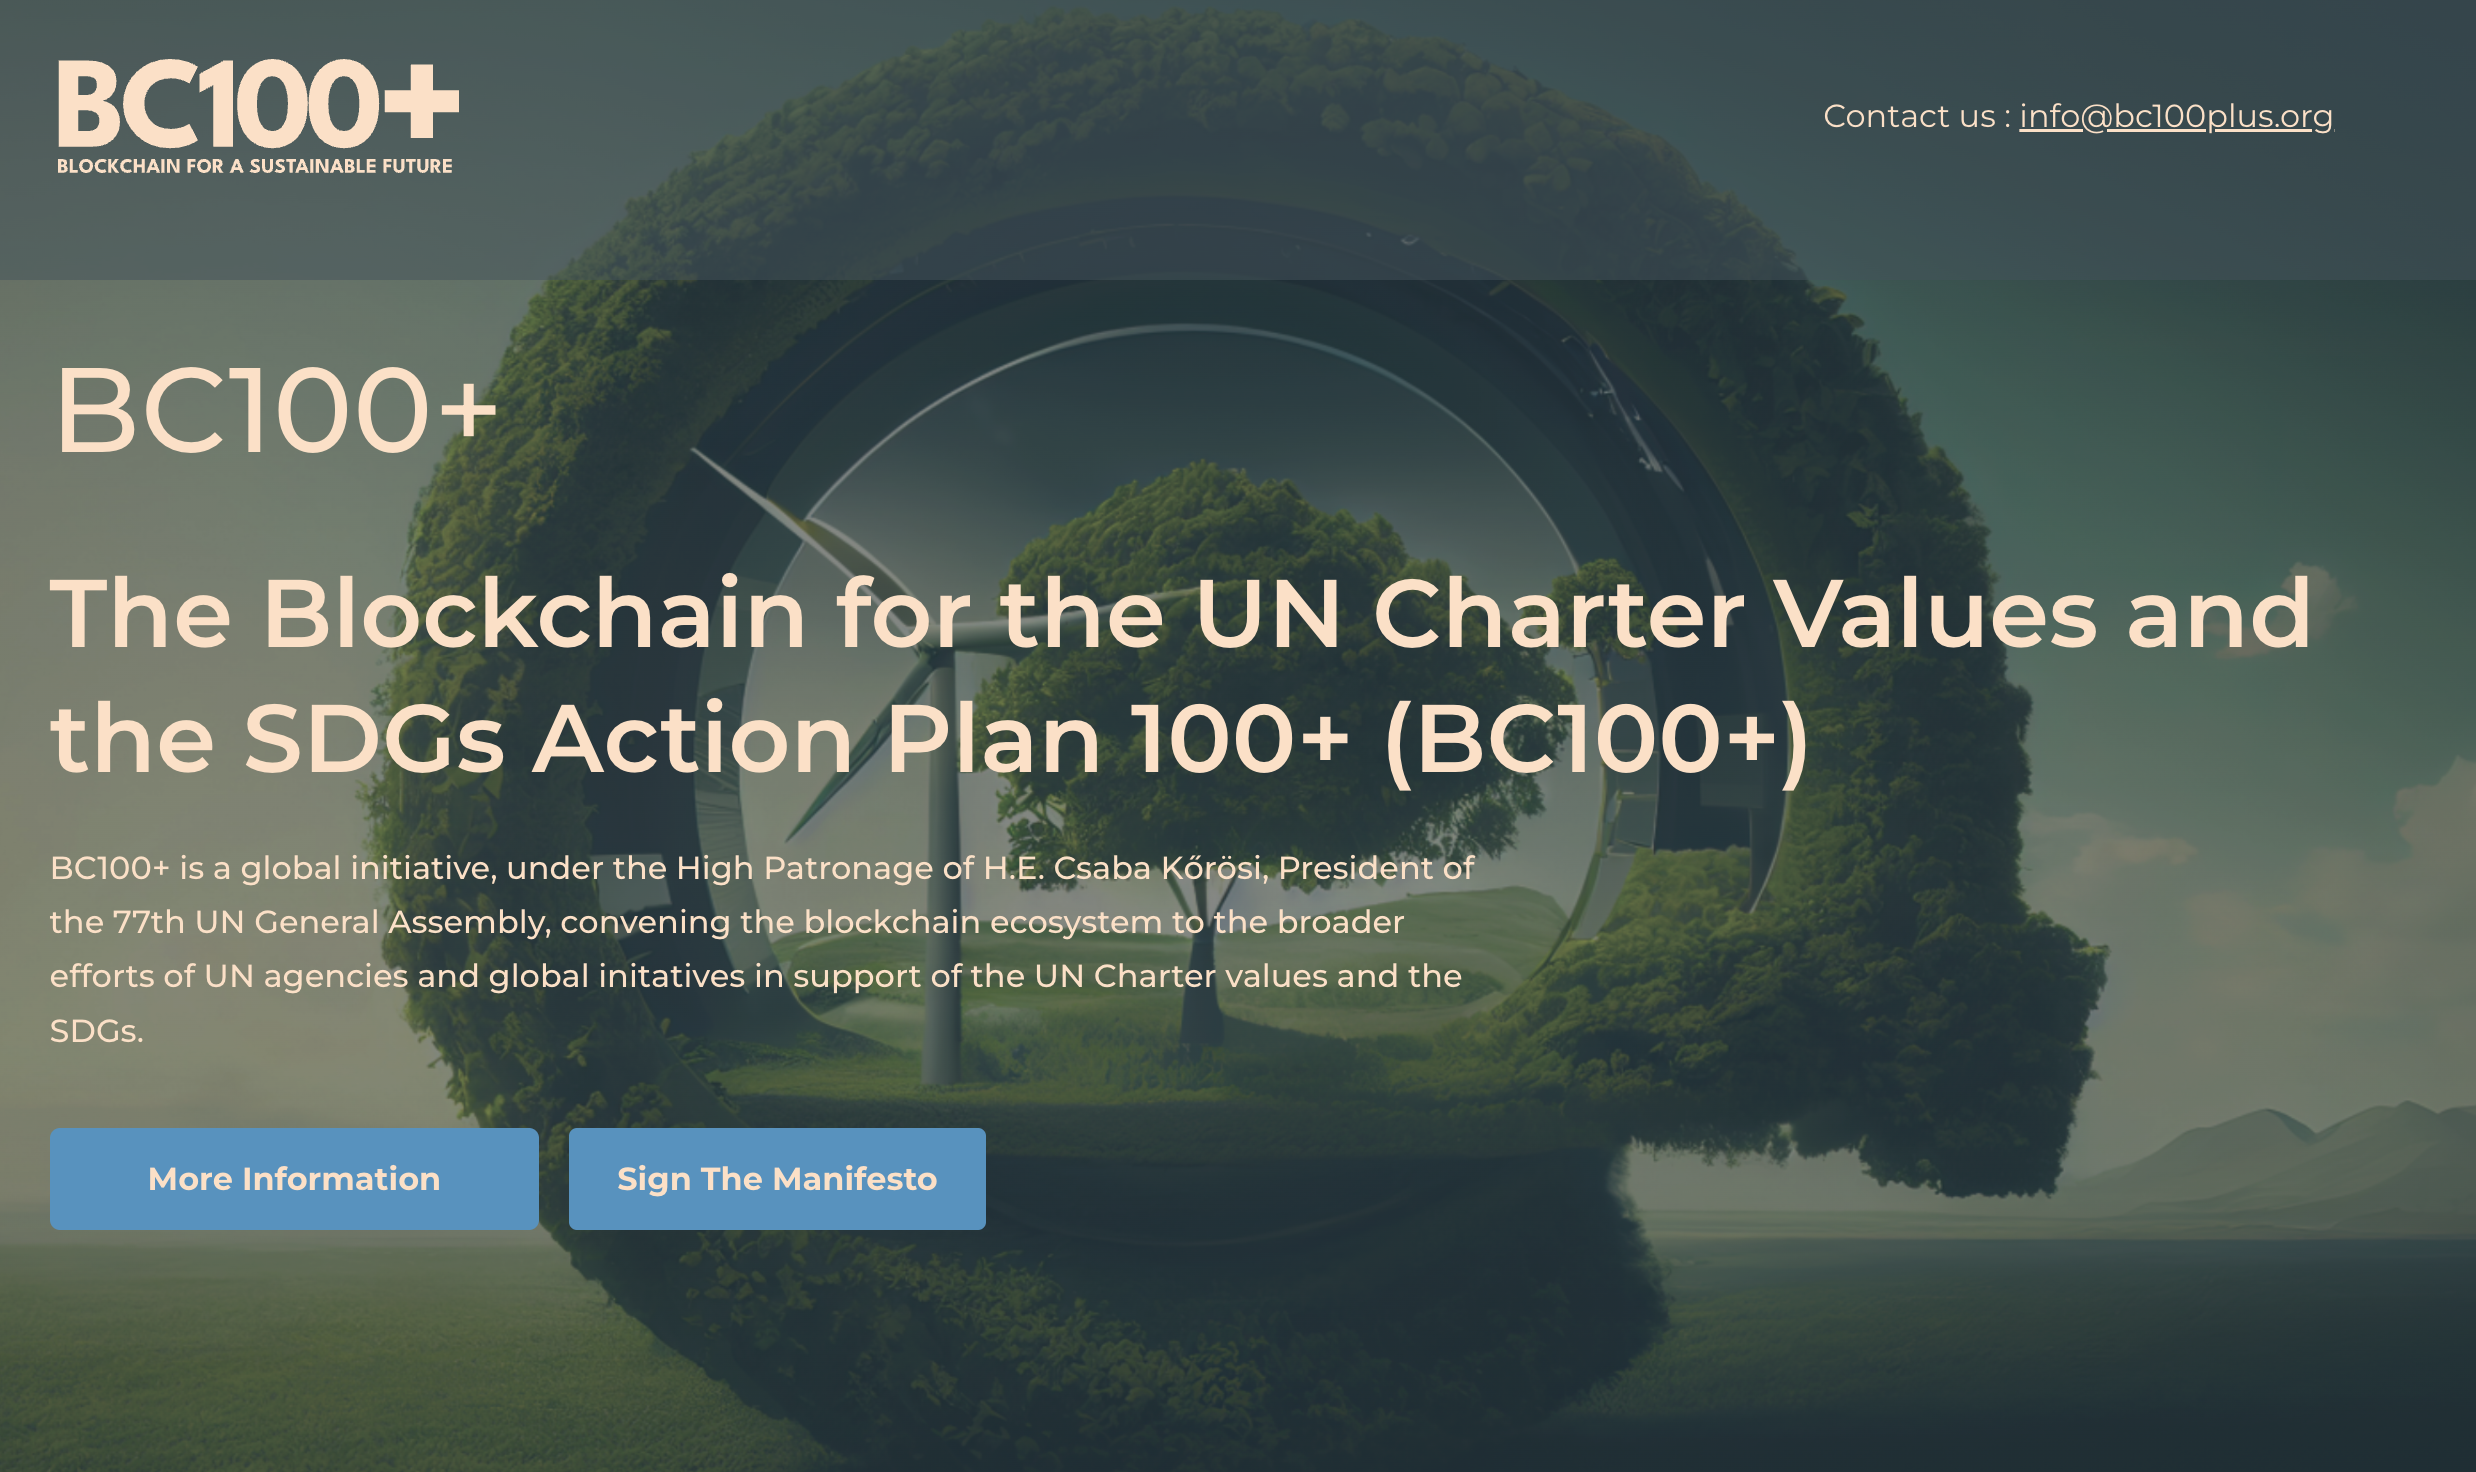 BC100+
BLOCKCHAIN FOR A SUSTAINABLE FUTURE
Contact us : info@bc100plus.org
BC100+
The Blockchain for the UN Charter Values and
the SDGs Action Plan 100+ (BC100+)
BC100+ is a global initiative, under the High Patronage of H.E. Csaba Kőrösi, President of
the 77th UN General Assembly, convening the blockchain ecosystem to the broader
efforts of UN agencies and global initatives in support of the UN Charter values and the
SDGs.
More Information
Sign The Manifesto